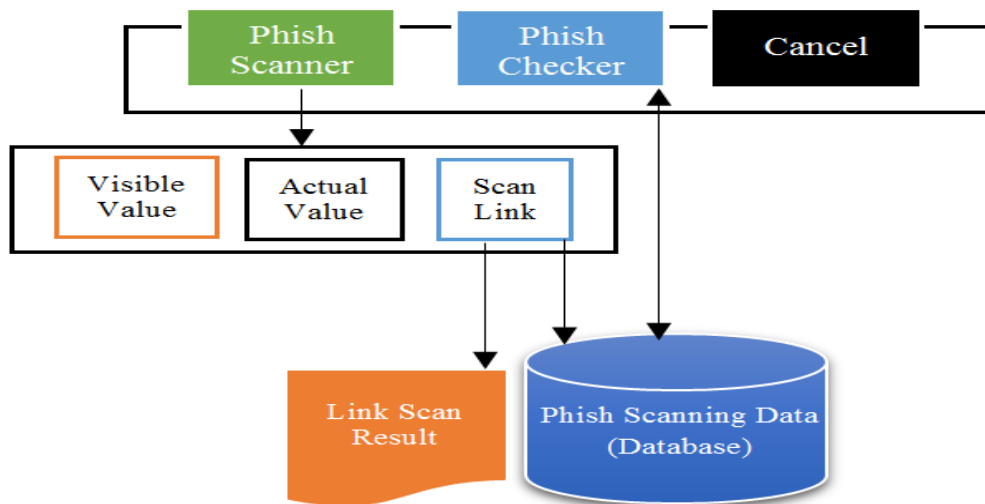 Phish
Scanner
Phish
Checker
Cancel
Visible
Value
Actual
Value
Scan
Link
Link Scan
Result
Phish Scanning Data
(Database)